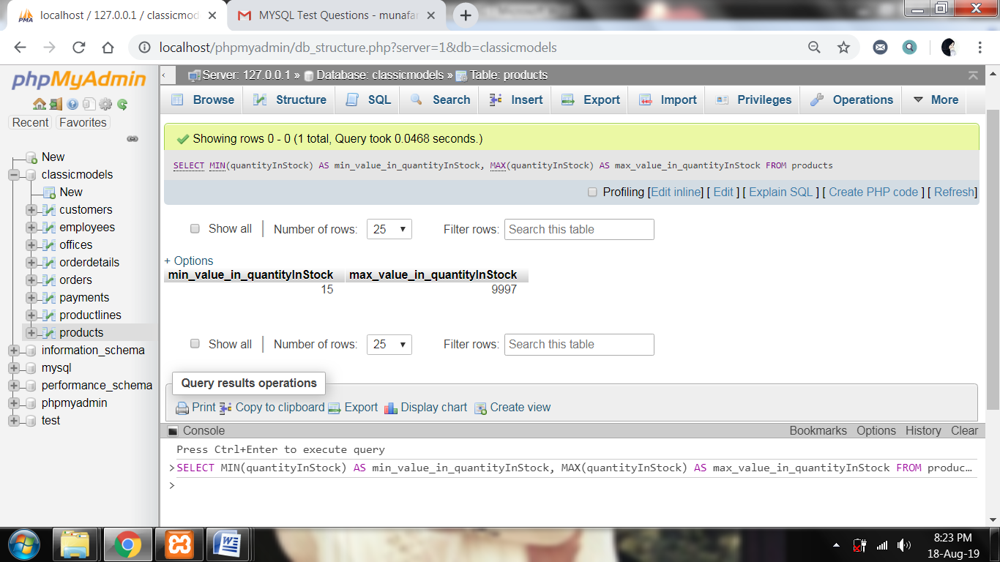 localhost / 127.0.0.1 / classicmod
MYSQL Test Questions - munafar
localhost/phpmyadmin/db_structure.php?server=1&db=classicmodels
phpMyAdmin
Recent Favorites
New
classicmodels
New
customers
employees
offices
orderdetails
orders
payments
productlines
products
information_schema
mysql
performance_schema
phpmyadmin
test
Server: 127.0.0.1 » Database: classicmodels » Table: products
Browse Structure SQL Search Insert Export Import Privileges Operations More
Showing rows 0 - 0 (1 total, Query took 0.0468 seconds.)
SELECT MIN(quantityInStock) AS min_value_in_quantityInStock, MAX(quantityInStock) AS max_value_in_quantityInStock FROM products
Profiling [Edit inline] [ Edit ] [ Explain SQL ] [ Create PHP code ] [ Refresh]
Show all Number of rows: 25 Filter rows: Search this table
+ Options
min_value_in_quantityInStock max_value_in_quantityInStock
15 9997
Show all Number of rows: 25 Filter rows: Search this table
Query results operations
Print Copy to clipboard Export Display chart Create view
Console Bookmarks Options History Clear
Press Ctrl+Enter to execute query
>SELECT MIN(quantityInStock) AS min_value_in_quantityInStock, MAX(quantityInStock) AS max_value_in_quantityInStock FROM produc…
>
8:23 PM
18-Aug-19